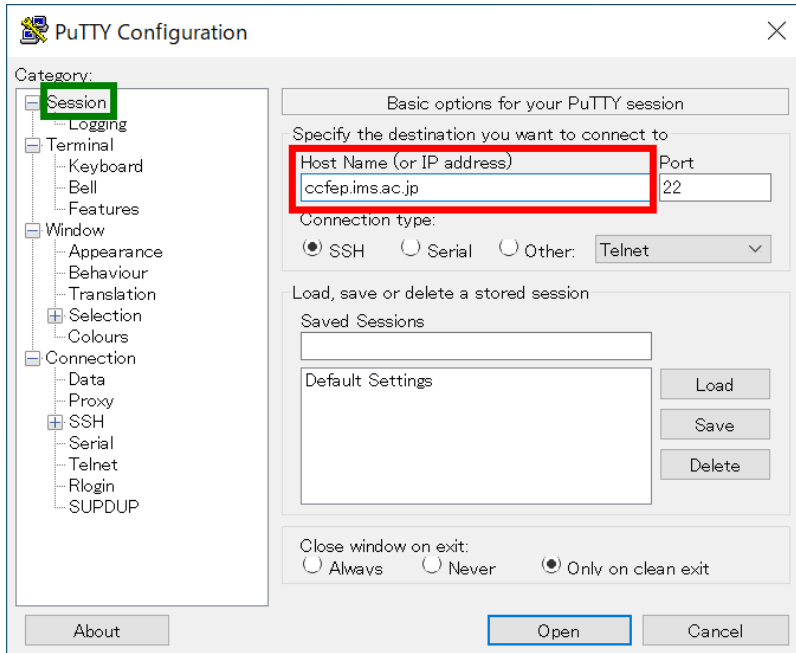 PuTTY Configuration
Category:
Session
Logging
Terminal
Keyboard
Bell
Features
Window
Appearance
Behaviour
Translation
Selection
Colours
Connection
Data
Proxy
SSH
Serial
Telnet
Rlogin
SUPDUP
Basic options for your PuTTY session
Specify the destination you want to connect to
Host Name (or IP address) Port
ccfep.ims.ac.jp 22
Connection type:
SSH Serial Other: Telnet
Load, save or delete a stored session
Saved Sessions
Default Settings
Load
Save
Delete
Close window on exit:
Always Never Only on clean exit
About Open Cancel